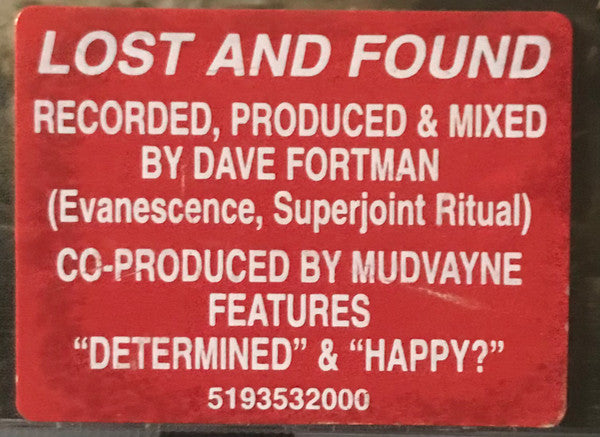 LOST AND FOUND
RECORDED, PRODUCED & MIXED
BY DAVE FORTMAN
(Evanescence, Superjoint Ritual)
CO-PRODUCED BY MUDVAYNE
FEATURES
“DETERMINED” & “HAPPY?”
5193532000